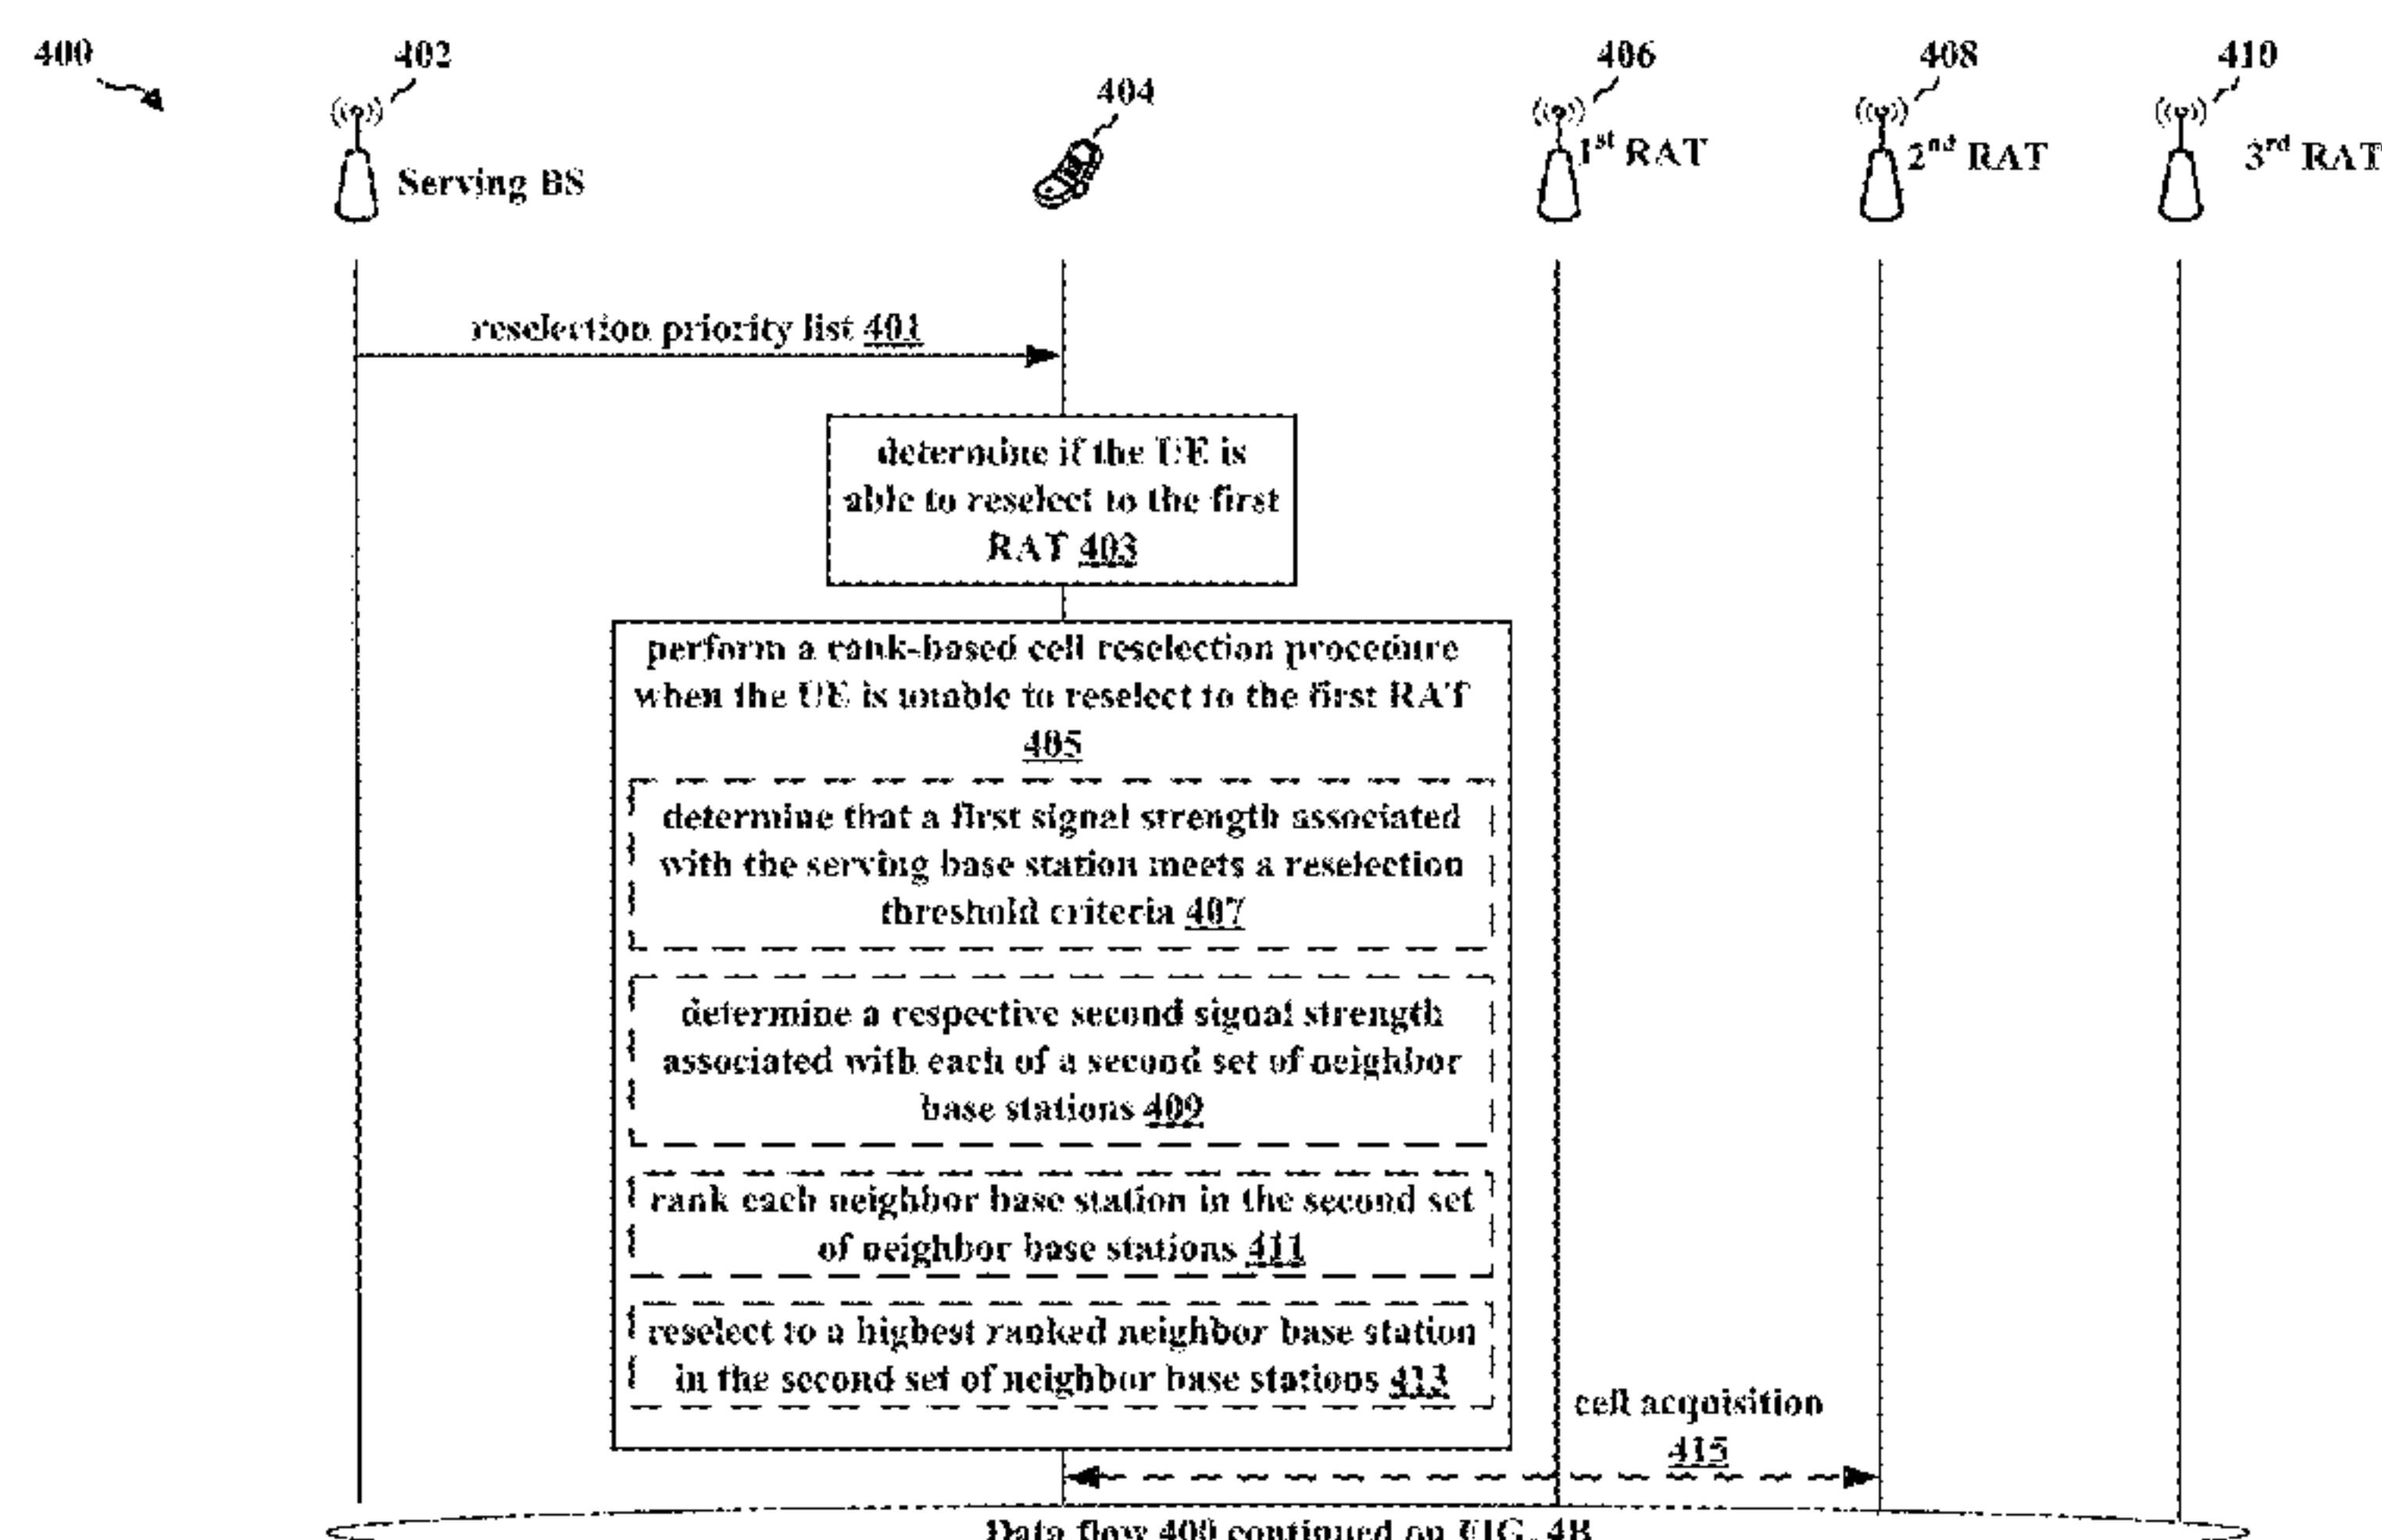 400
402
404
406
408
410
Serving BS
1st RAT
2nd RAT
3rd RAT
reselection priority list 401
determine if the UE is
able to reselect to the first
RAT 403
perform a rank-based cell reselection procedure
when the UE is unable to reselect to the first RAT
405
determine that a first signal strength associated
with the serving base station meets a reselection
threshold criteria 407
determine a respective second signal strength
associated with each of a second set of neighbor
base stations 409
rank each neighbor base station in the second set
of neighbor base stations 411
reselect to a highest ranked neighbor base station
in the second set of neighbor base stations 413
cell acquisition
415
Data flow 400 continued on FIG. 4B